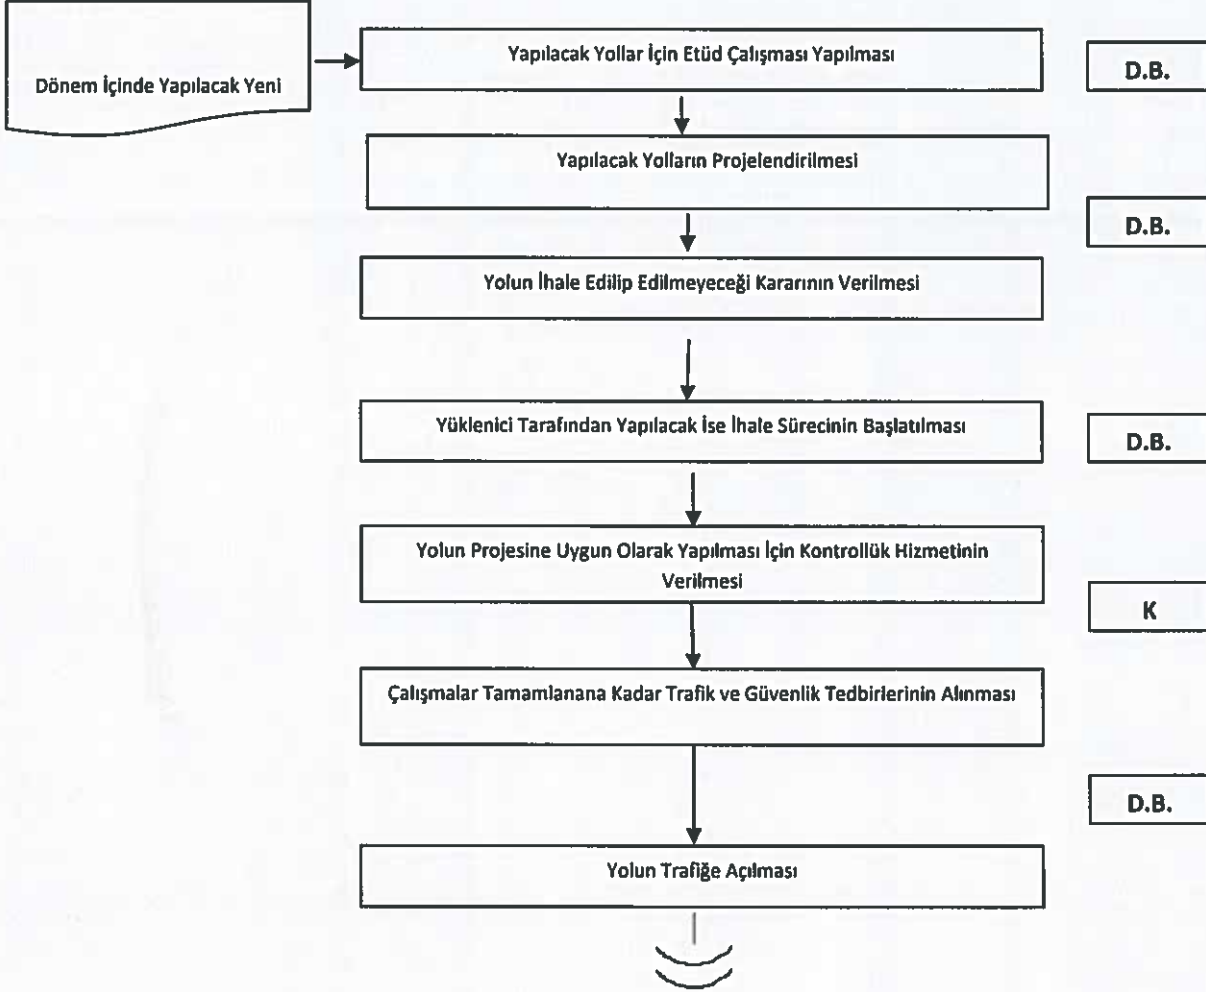 Dönem İçinde Yapılacak Yeni
Yapılacak Yollar İçin Etüd Çalışması Yapılması
D.B.
Yapılacak Yolların Projelendirilmesi
D.B.
Yolun İhale Edilip Edilmeyeceği Kararının Verilmesi
Yüklenici Tarafından Yapılacak İse İhale Sürecinin Başlatılması
D.B.
Yolun Projesine Uygun Olarak Yapılması İçin Kontrollük Hizmetinin
Verilmesi
K
Çalışmalar Tamamlanana Kadar Trafik ve Güvenlik Tedbirlerinin Alınması
D.B.
Yolun Trafiğe Açılması